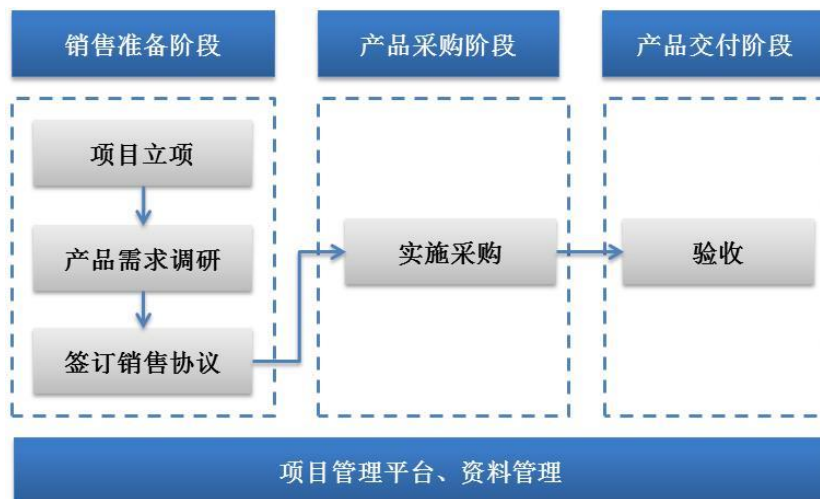 销售准备阶段
产品采购阶段
产品交付阶段
项目立项
产品需求调研
签订销售协议
实施采购
验收
项目管理平台、资料管理